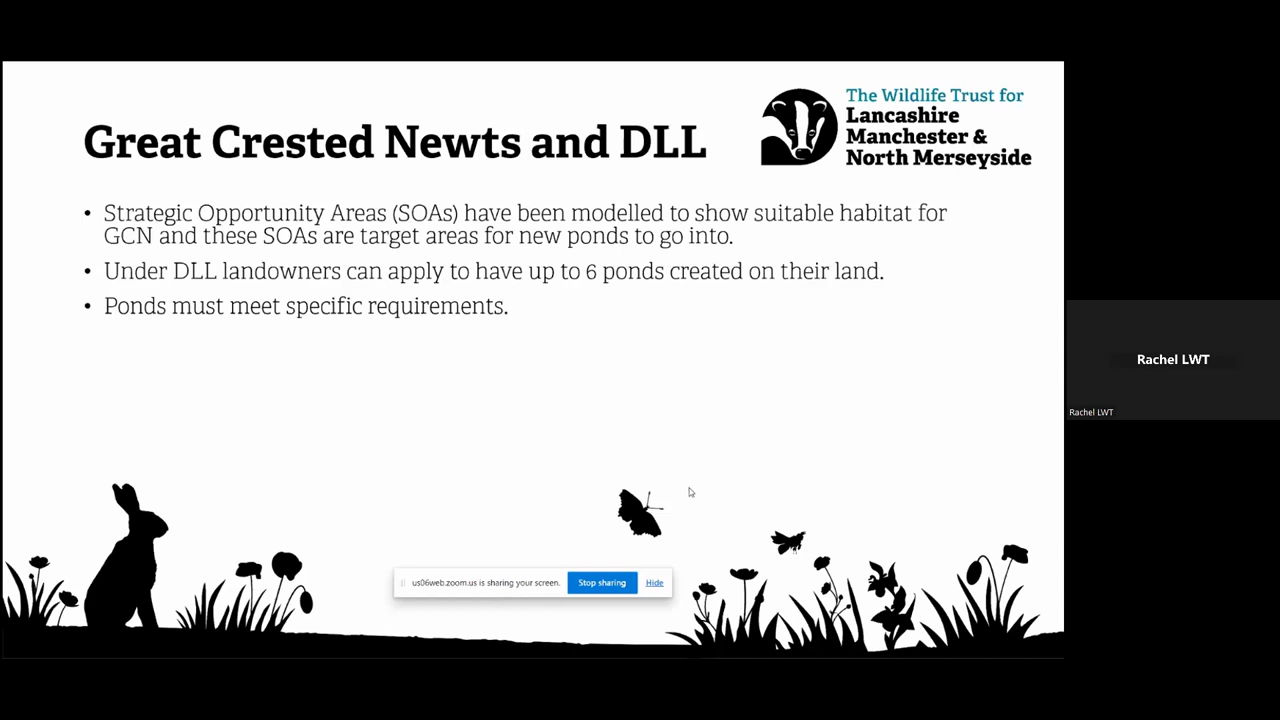 The Wildlife Trust for
Lancashire
Manchester &
North Merseyside
Great Crested Newts and DLL
• Strategic Opportunity Areas (SOAs) have been modelled to show suitable habitat for
GCN and these SOAs are target areas for new ponds to go into.
• Under DLL landowners can apply to have up to 6 ponds created on their land.
• Ponds must meet specific requirements.
Rachel LWT
Rachel LWT
us06web.zoom.us is sharing your screen.
Stop sharing
Hide